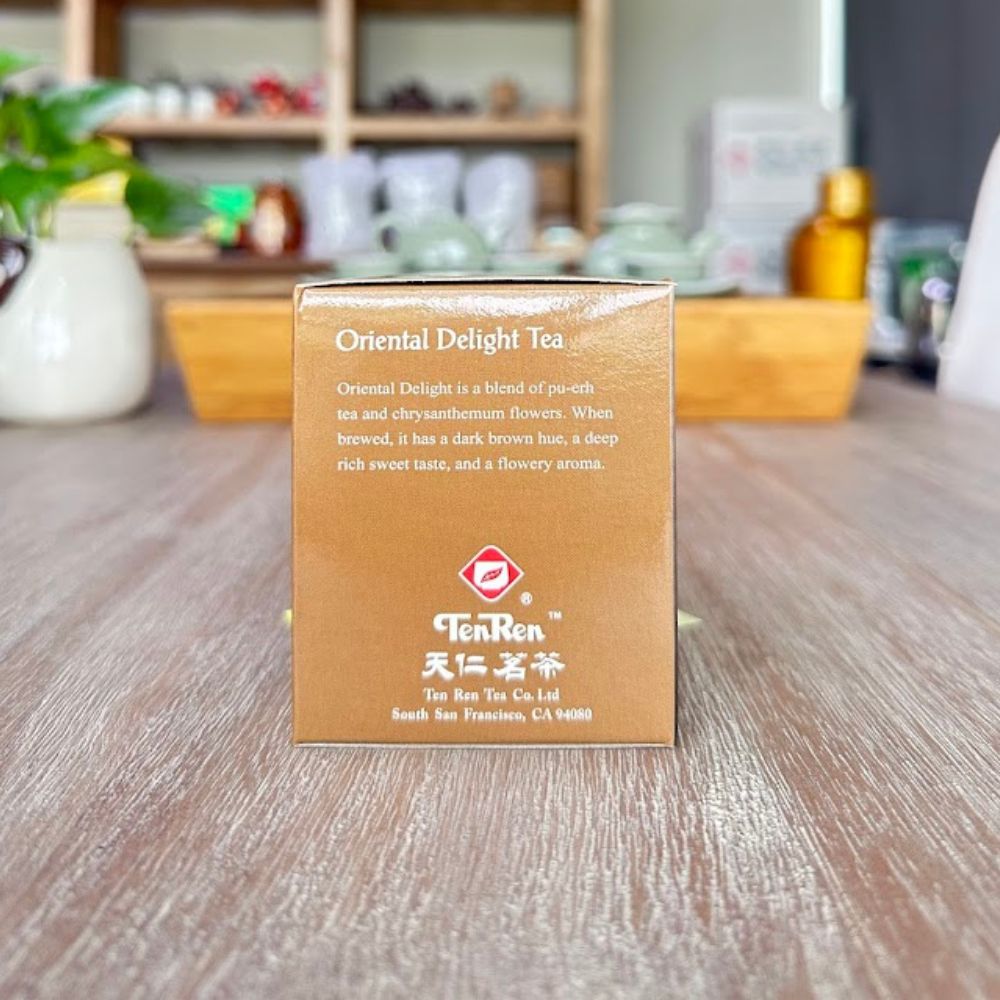 Oriental Delight Tea
Oriental Delight is a blend of pu-erh
tea and chrysanthemum flowers. When
brewed, it has a dark brown hue, a deep
rich sweet taste, and a flowery aroma.
®
TenRen™
天仁茗茶
Ten Ren Tea Co. Ltd
South San Francisco, CA 94080